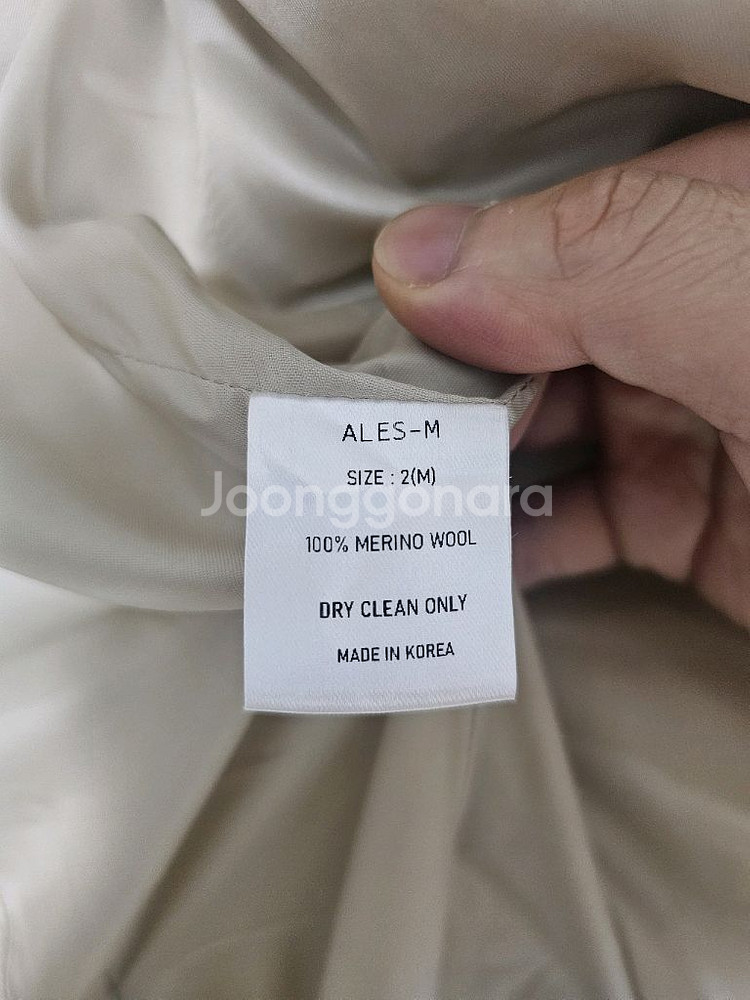 ALES-M
SIZE : 2(M)
Joonggonara
100% MERINO WOOL
DRY CLEAN ONLY
MADE IN KOREA